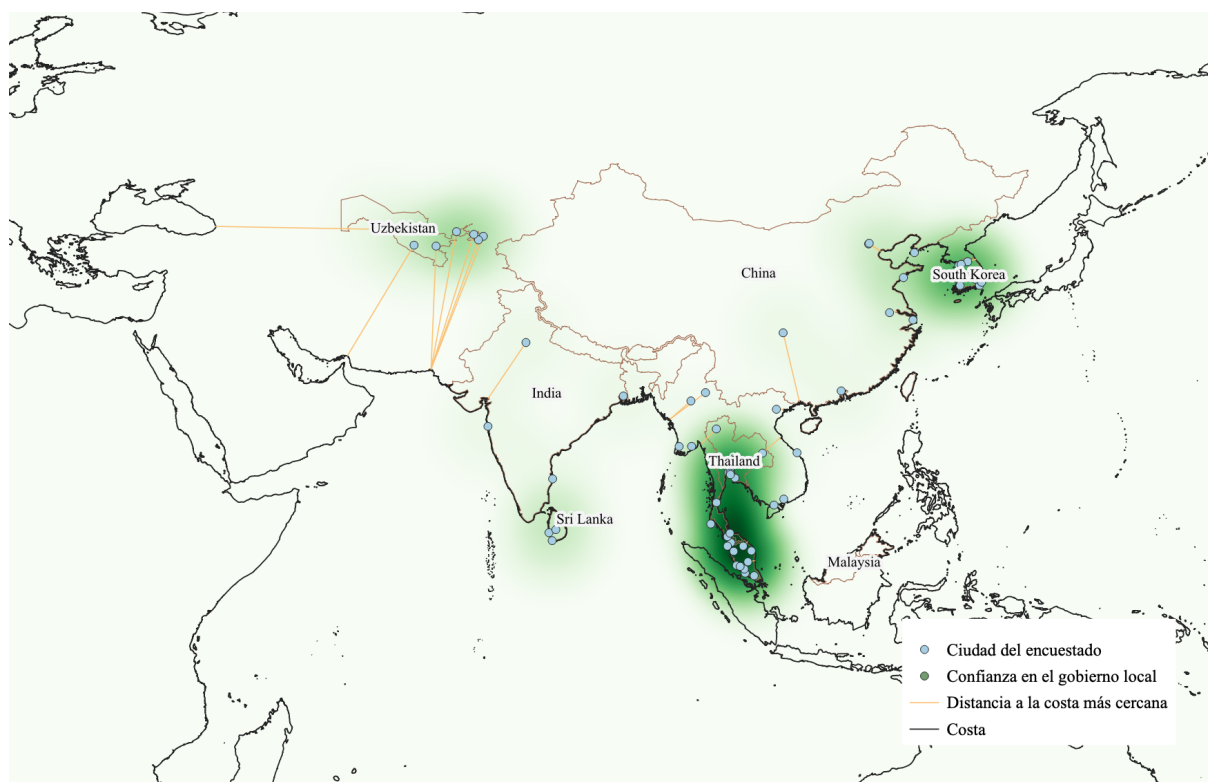 Uzbekistan
China
South Korea
India
Thailand
Sri Lanka
Malaysia
Ciudad del encuestado
Confianza en el gobierno local
Distancia a la costa más cercana
Costa